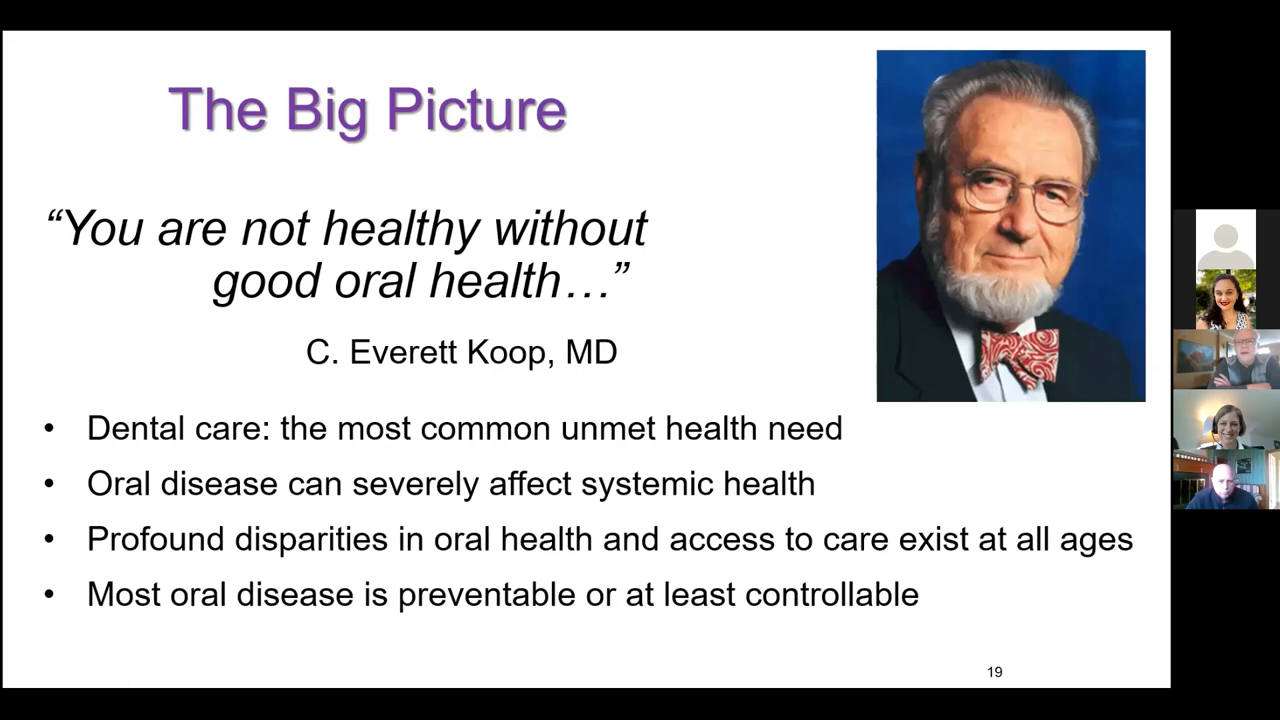 The Big Picture
“You are not healthy without
good oral health…”
C. Everett Koop, MD
• Dental care: the most common unmet health need
• Oral disease can severely affect systemic health
• Profound disparities in oral health and access to care exist at all ages
• Most oral disease is preventable or at least controllable
19